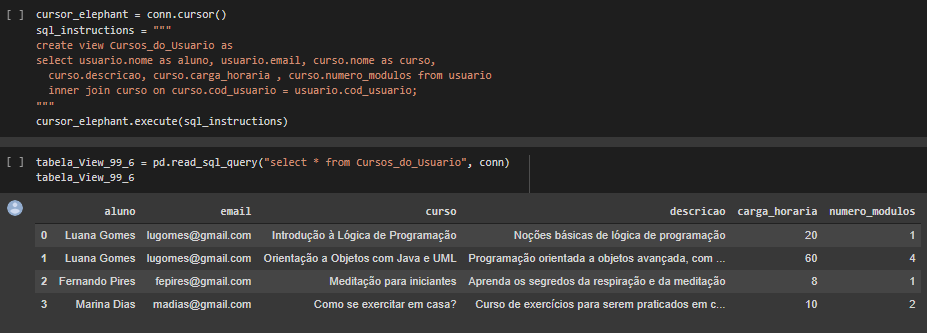 [ ] cursor_elephant = conn.cursor()
sql_instructions = """
create view Cursos_do_Usuario as
select usuario.nome as aluno, usuario.email, curso.nome as curso,
curso.descricao, curso.carga_horaria , curso.numero_modulos from usuario
inner join curso on curso.cod_usuario = usuario.cod_usuario;
"""
cursor_elephant.execute(sql_instructions)
[ ] tabela_View_99_6 = pd.read_sql_query("select * from Cursos_do_Usuario", conn)
tabela_View_99_6
aluno email curso descricao carga_horaria numero_modulos
0 Luana Gomes lugomes@gmail.com Introdução à Lógica de Programação Noções básicas de lógica de programação 20 1
1 Luana Gomes lugomes@gmail.com Orientação a Objetos com Java e UML Programação orientada a objetos avançada, com ... 60 4
2 Fernando Pires fepires@gmail.com Meditação para iniciantes Aprenda os segredos da respiração e da meditação 8 1
3 Marina Dias madias@gmail.com Como se exercitar em casa? Curso de exercícios para serem praticados em c... 10 2